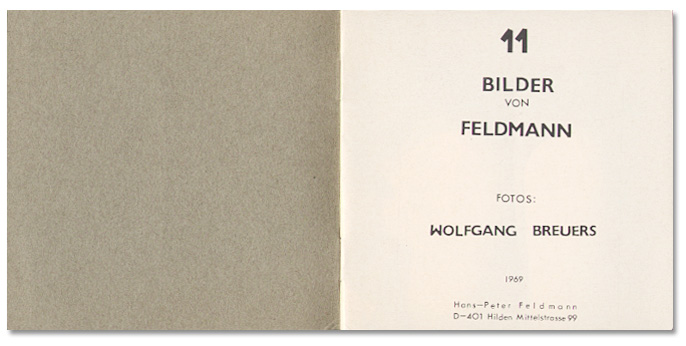 11
BILDER
VON
FELDMANN
FOTOS:
WOLFGANG BREUERS
1969
Hans-Peter Feldmann
D-401 Hilden Mittelstrasse 99